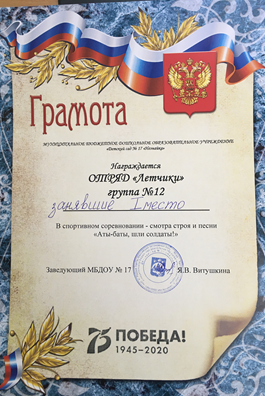 Грамота
МУНИЦИПАЛЬНОЕ БЮДЖЕТНОЕ ДОШКОЛЬНОЕ ОБРАЗОВАТЕЛЬНОЕ УЧРЕЖДЕНИЕ
«Детский сад № 17
Награждается
ОТРЯД «Летчики»
группа №12
занявшие I место
В спортивном соревновании - смотра строя и песни
«Аты-баты, шли солдаты!»
Заведующий МБДОУ № 17 Я.В. Витушкина
75 ПОБЕДА!
1945–2020